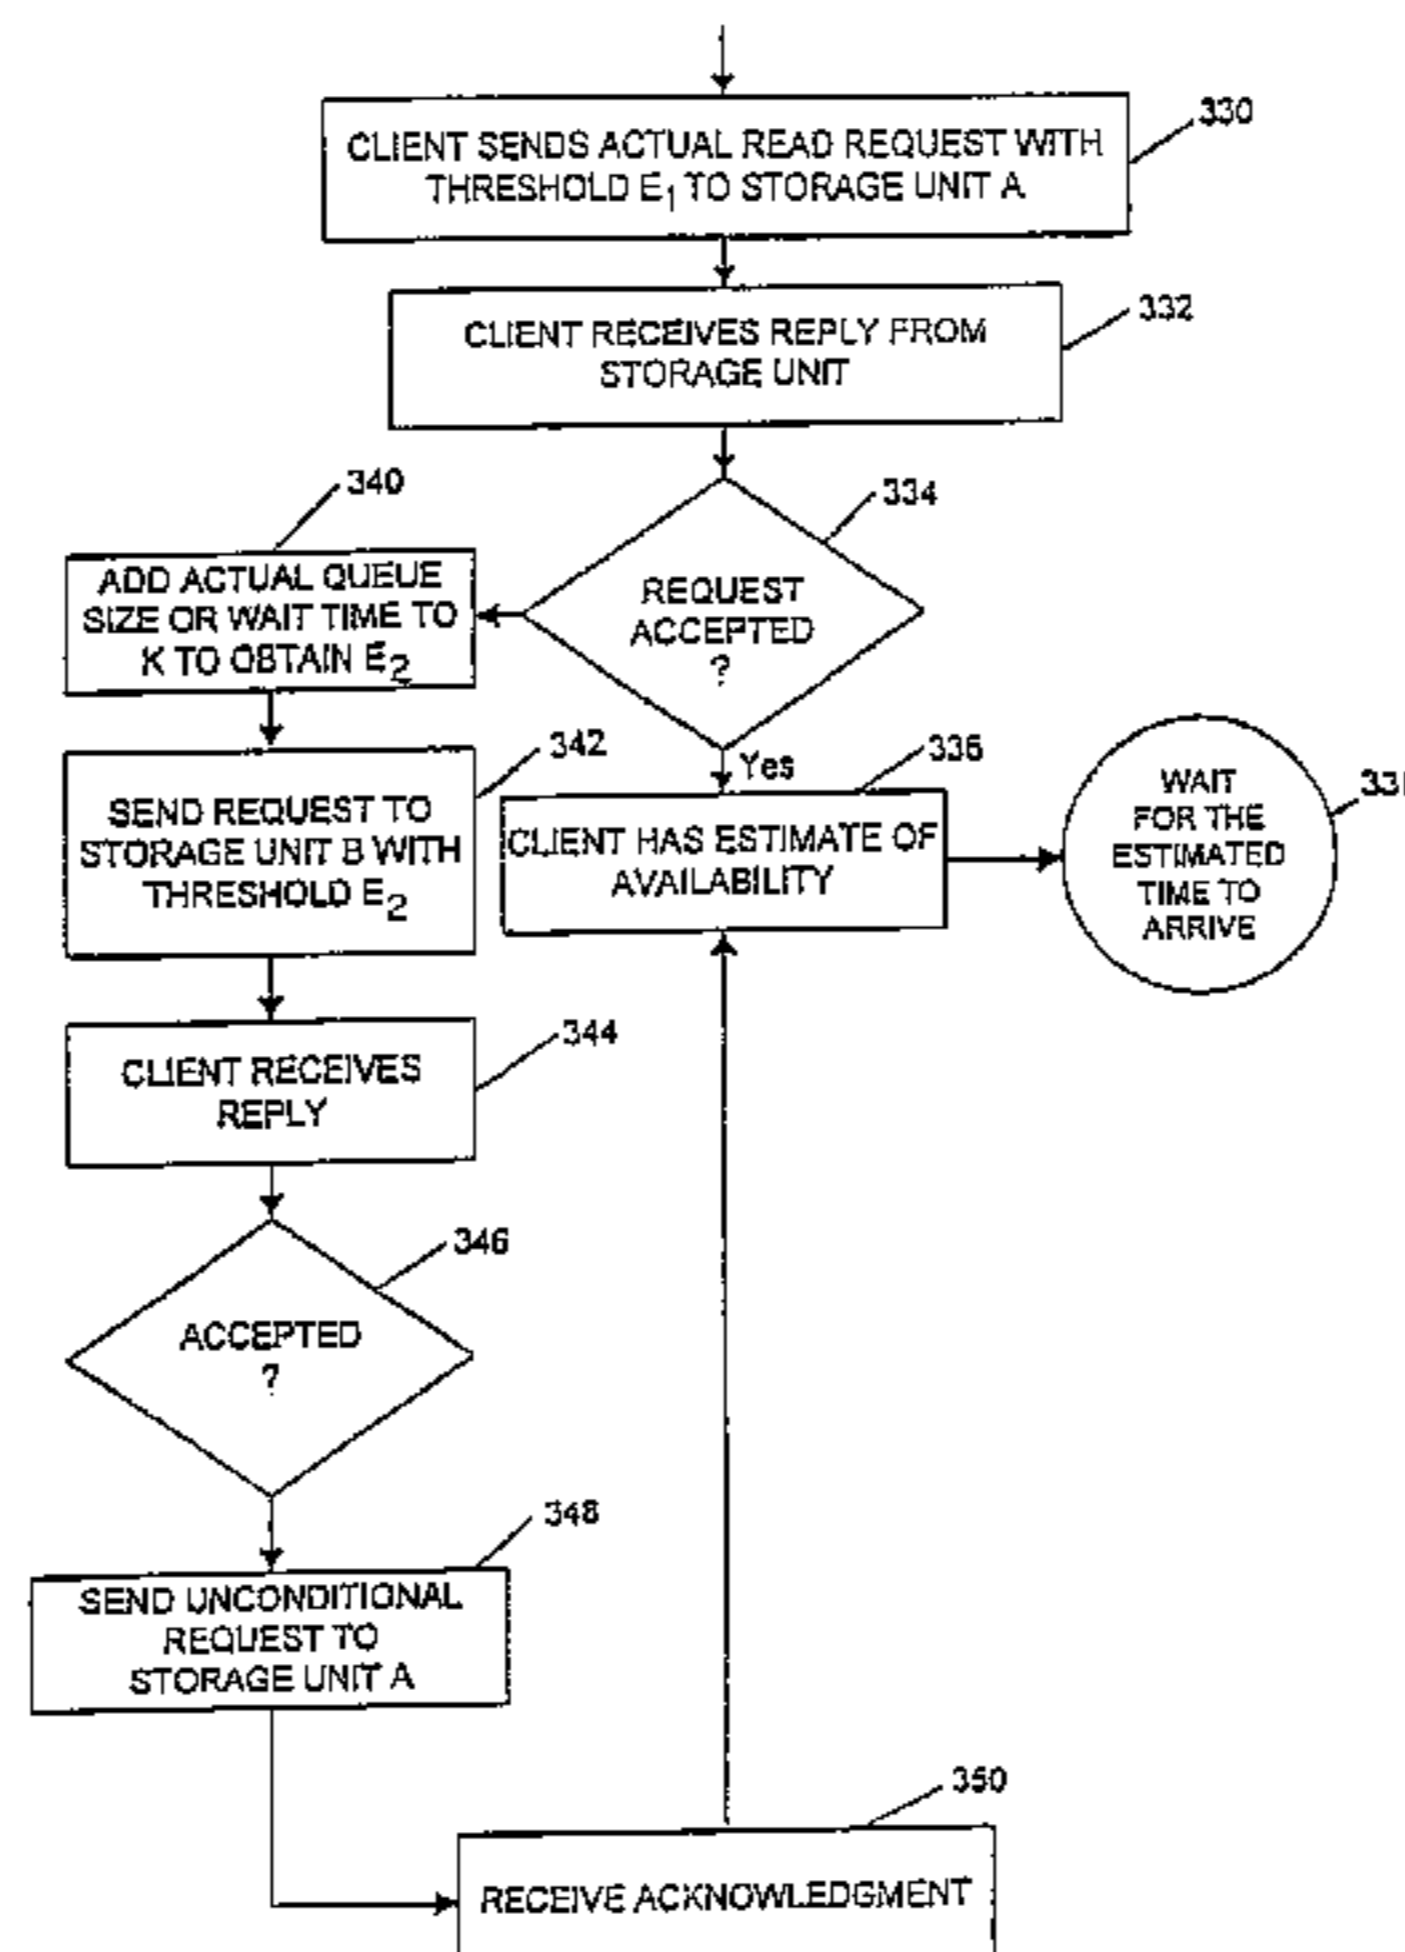 330
CLIENT SENDS ACTUAL READ REQUEST WITH
THRESHOLD E1 TO STORAGE UNIT A
332
CLIENT RECEIVES REPLY FROM
STORAGE UNIT
334
REQUEST
ACCEPTED
?
340
ADD ACTUAL QUEUE
SIZE OR WAIT TIME TO
K TO OBTAIN E2
Yes
336
CLIENT HAS ESTIMATE OF
AVAILABILITY
WAIT
FOR THE
ESTIMATED
TIME TO
ARRIVE
342
SEND REQUEST TO
STORAGE UNIT B WITH
THRESHOLD E2
344
CLIENT RECEIVES
REPLY
346
ACCEPTED
?
348
SEND UNCONDITIONAL
REQUEST TO
STORAGE UNIT A
350
RECEIVE ACKNOWLEDGMENT